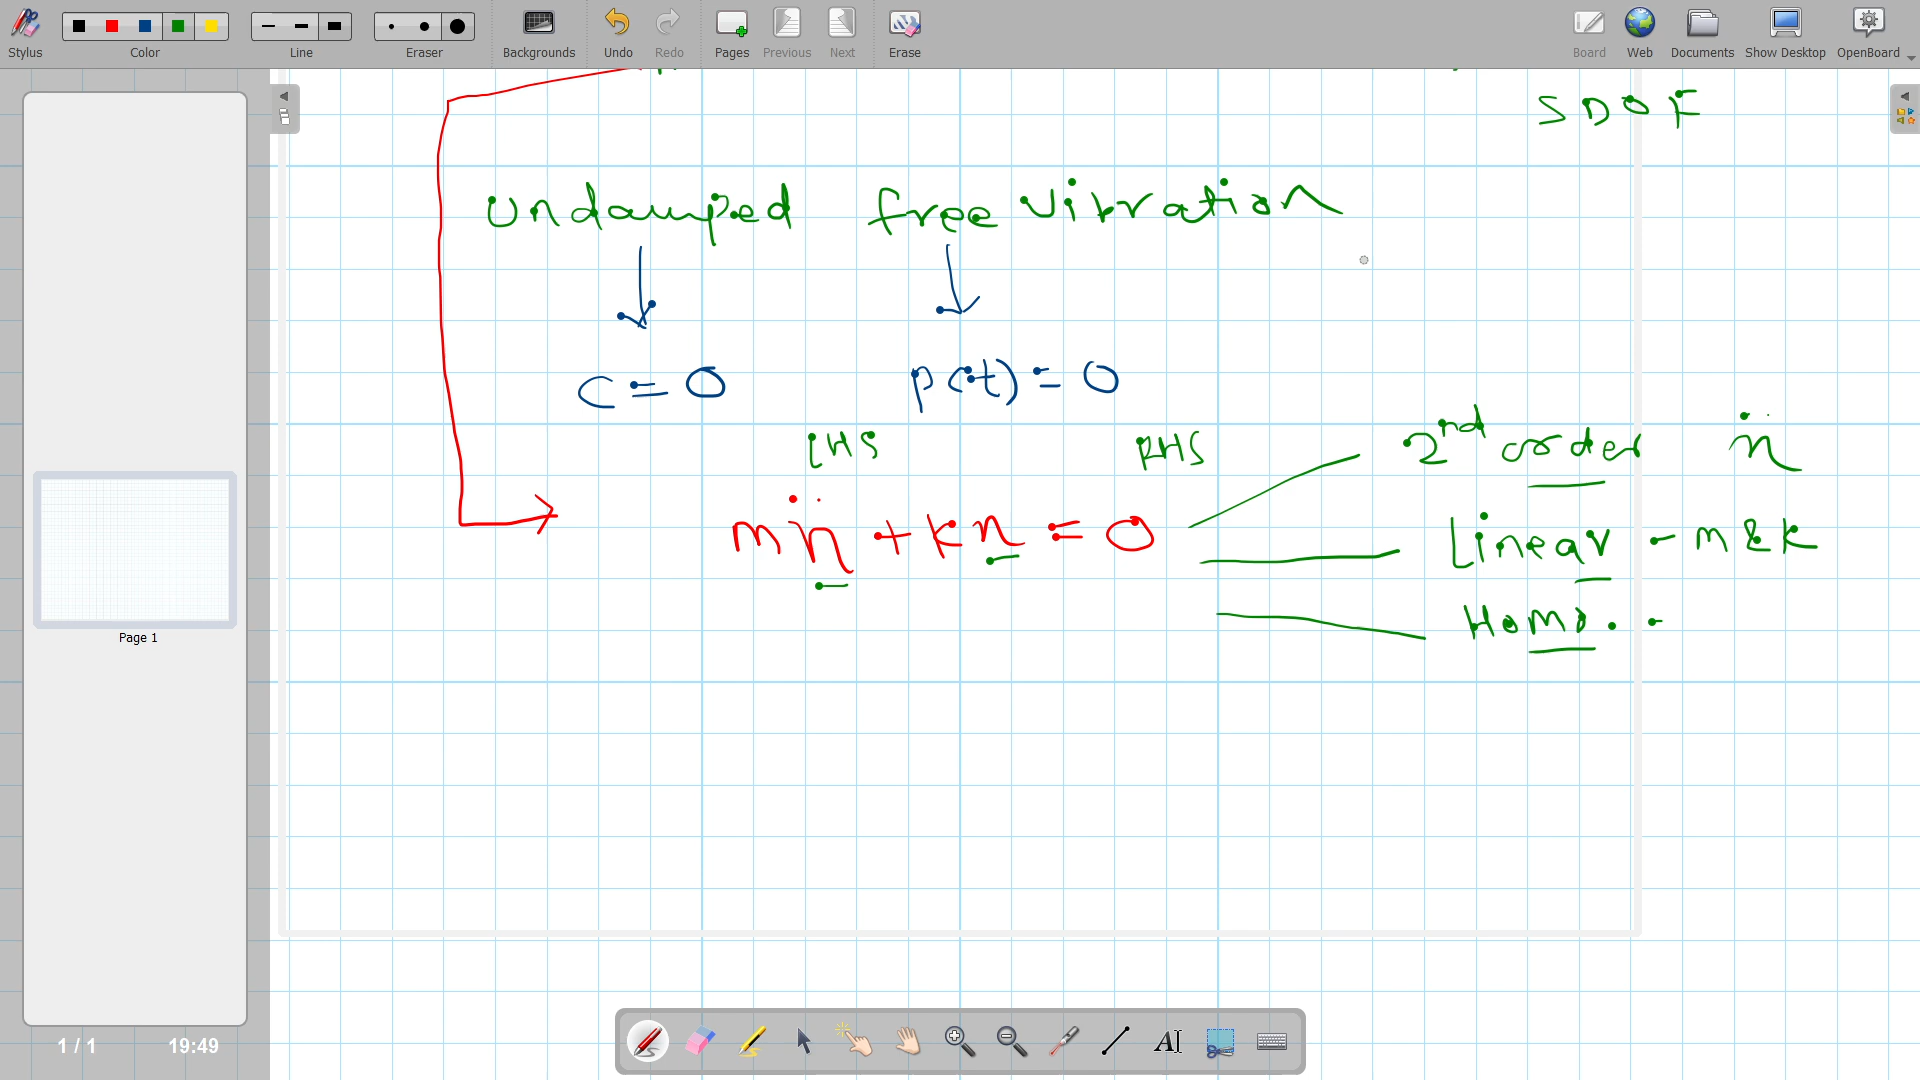 Stylus Color Line Eraser Backgrounds Undo Redo Pages Previous Next Erase Board Web Documents Show Desktop OpenBoard
SDOF
Undamped free vibration
c = 0 p(t) = 0
LHS RHS
2nd order ẍ
mẍ + kx = 0
Linear - m & k
Homo. -
Page 1
1 / 1 19:49